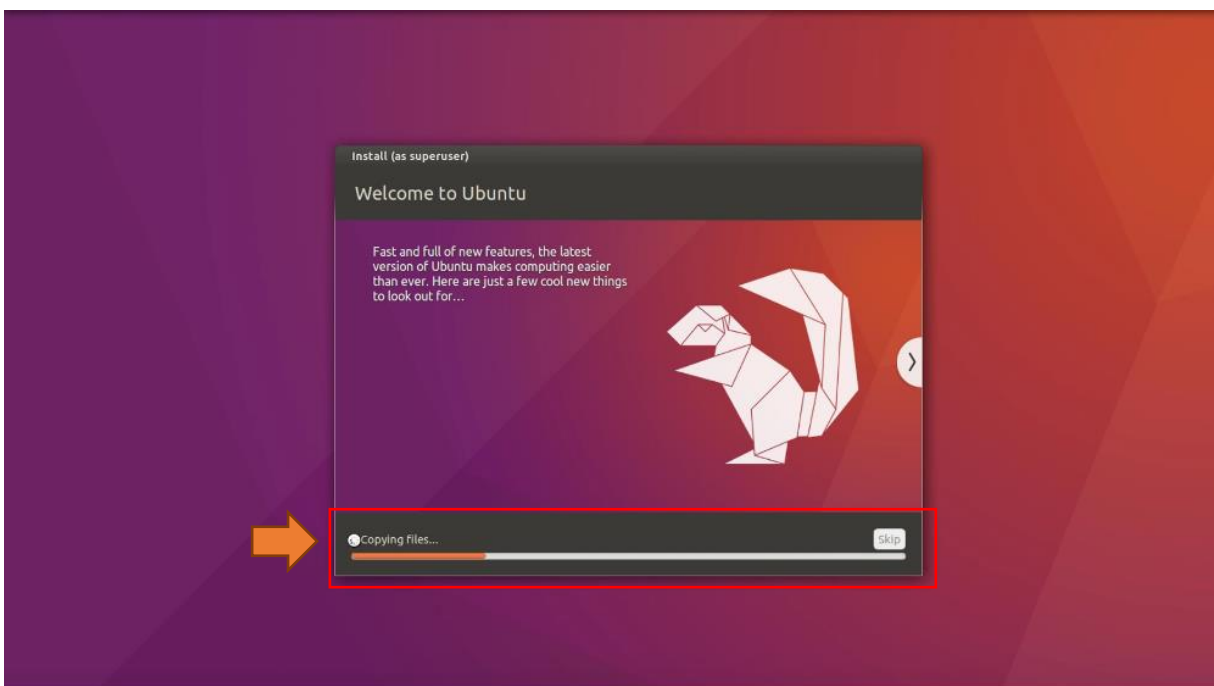 Install (as superuser)
Welcome to Ubuntu
Fast and full of new features, the latest
version of Ubuntu makes computing easier
than ever. Here are just a few cool new things
to look out for...
Copying files...
Skip